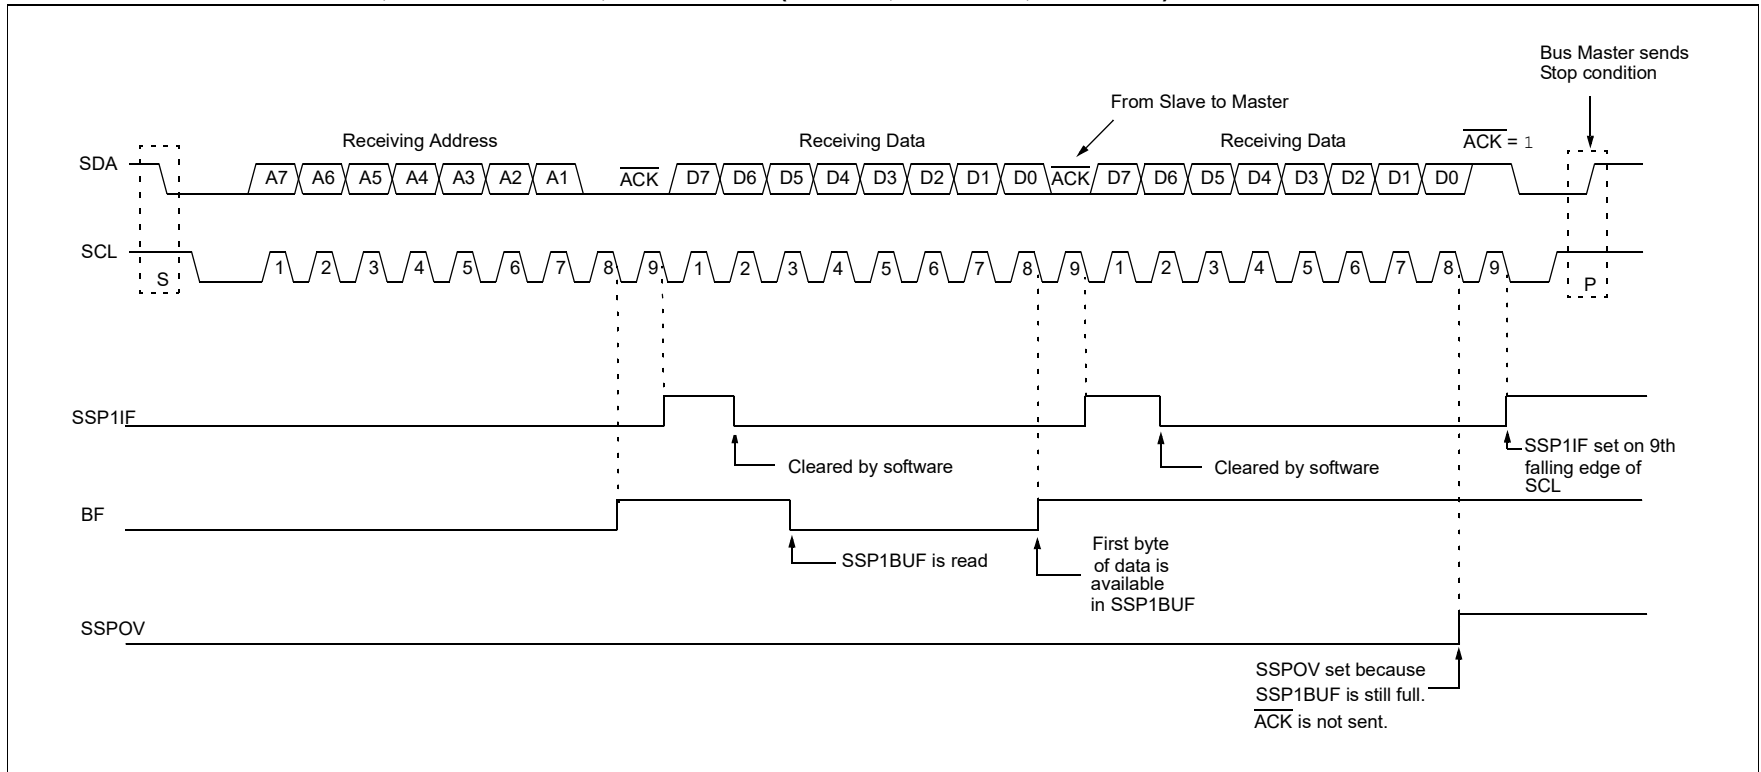 Bus Master sends
Stop condition
From Slave to Master
Receiving Address
Receiving Data
Receiving Data
ACK = 1
SDA
A7 A6 A5 A4 A3 A2 A1 ACK D7 D6 D5 D4 D3 D2 D1 D0 ACK D7 D6 D5 D4 D3 D2 D1 D0
SCL
S
1 2 3 4 5 6 7 8 9 1 2 3 4 5 6 7 8 9 1 2 3 4 5 6 7 8 9
P
SSP1IF
Cleared by software
Cleared by software
SSP1IF set on 9th
falling edge of
SCL
BF
SSP1BUF is read
First byte
of data is
available
in SSP1BUF
SSPOV
SSPOV set because
SSP1BUF is still full.
ACK is not sent.